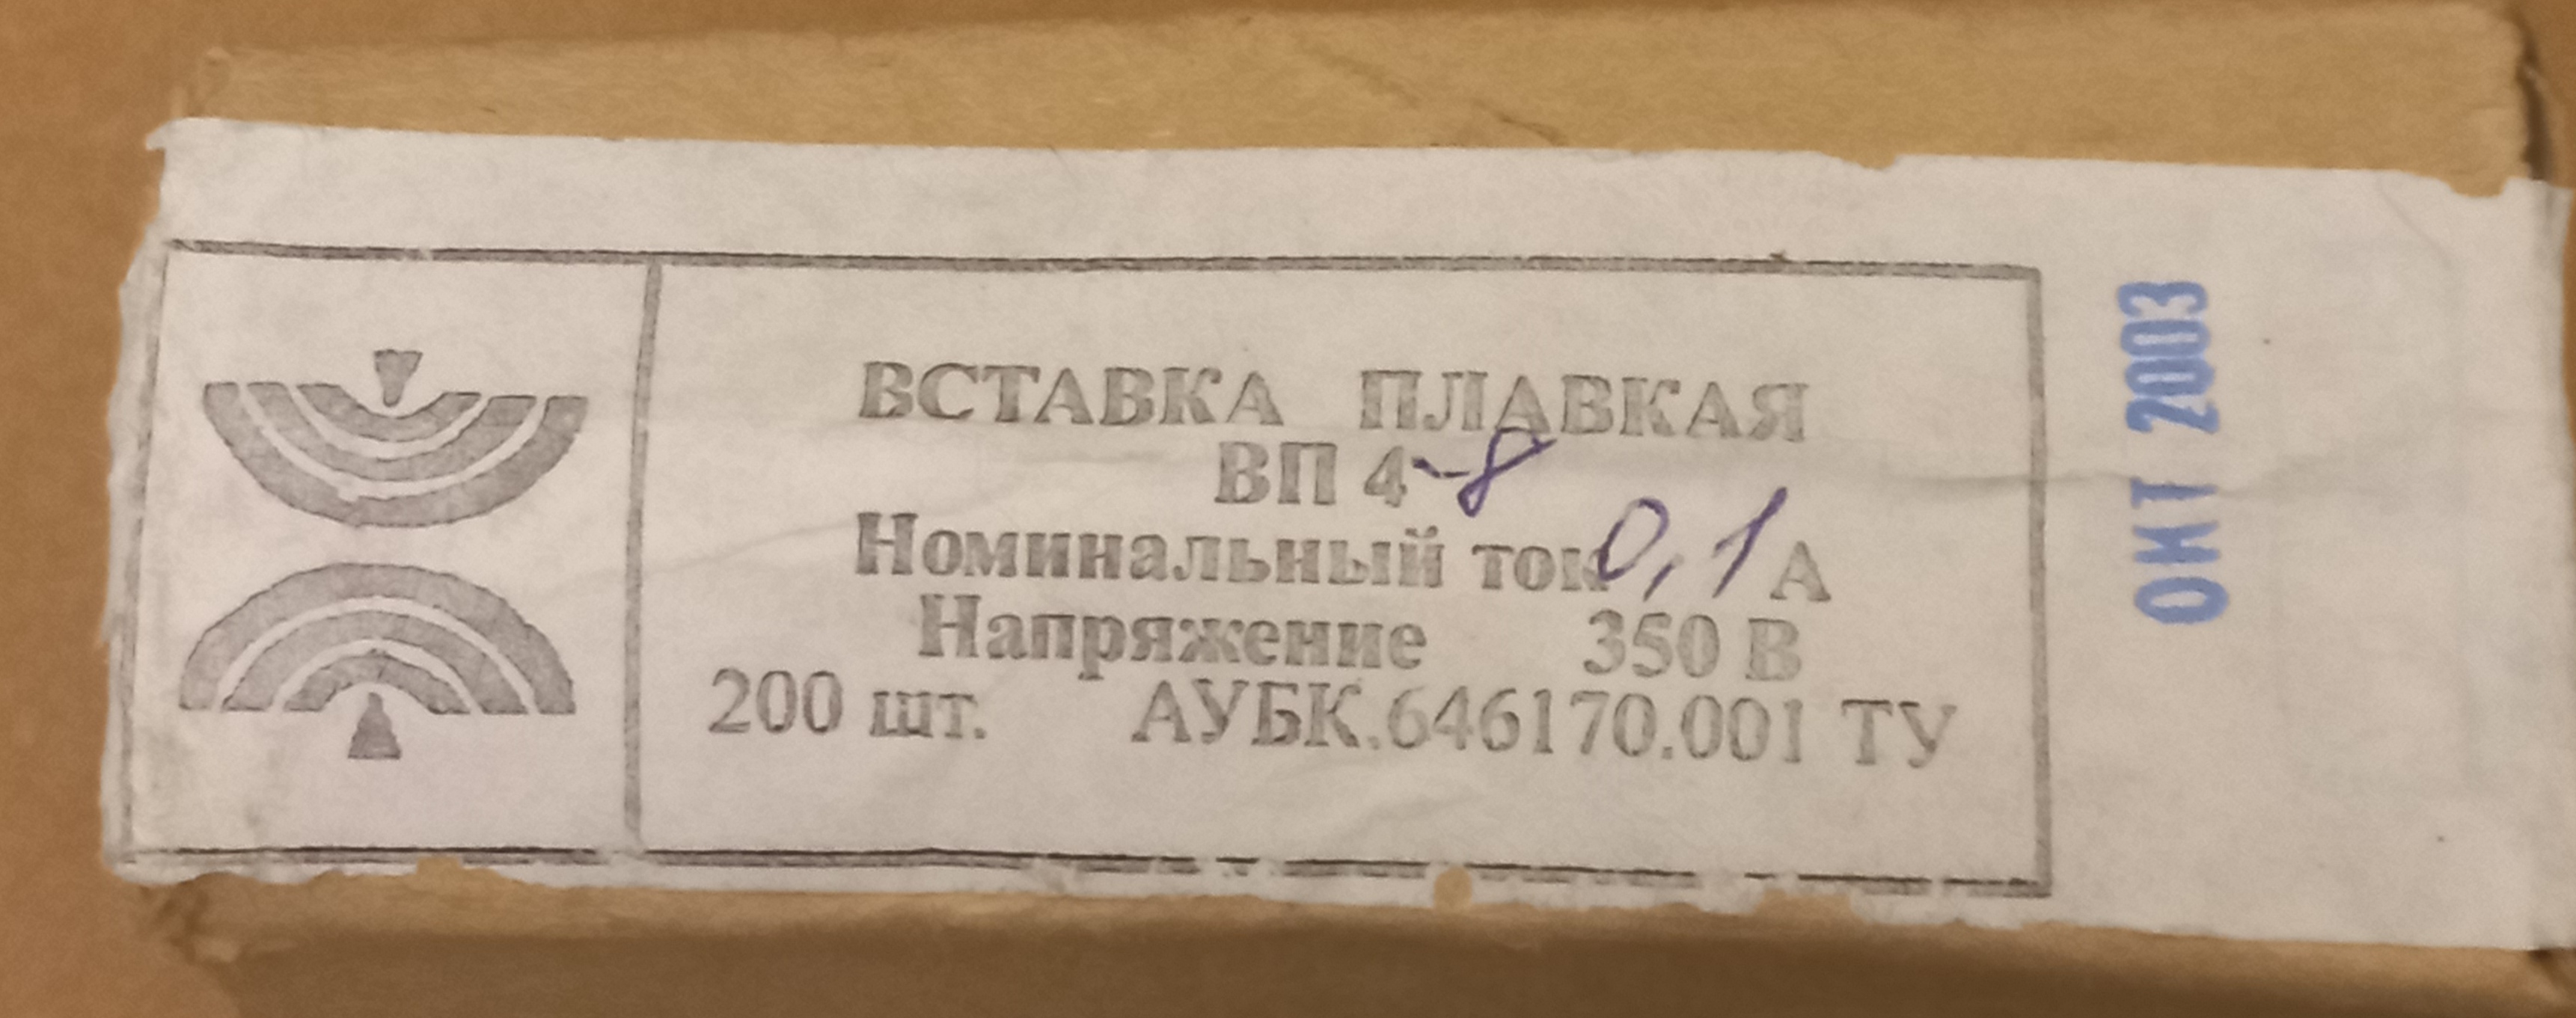 ВСТАВКА ПЛАВКАЯ
ВП 4-8
Номинальный ток 0,1 А
Напряжение 350 В
200 шт. АУБК.646170.001 ТУ
ОКТ 2003